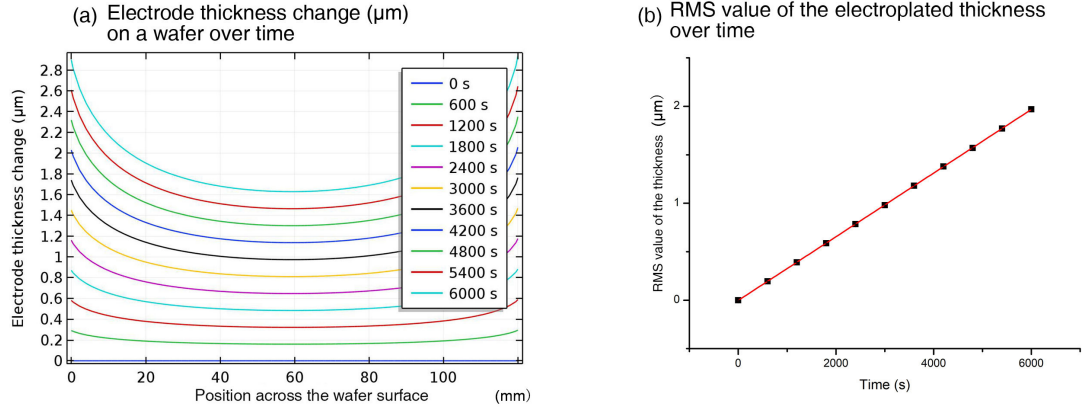 (a) Electrode thickness change (μm)
on a wafer over time
Electrode thickness change (μm)
2.8
2.6
2.4
2.2
2
1.8
1.6
1.4
1.2
1
0.8
0.6
0.4
0.2
0
0 s
600 s
1200 s
1800 s
2400 s
3000 s
3600 s
4200 s
4800 s
5400 s
6000 s
0 20 40 60 80 100
Position across the wafer surface (mm)
(b) RMS value of the electroplated thickness
over time
RMS value of the thickness (μm)
2
1
0
0 2000 4000 6000
Time (s)